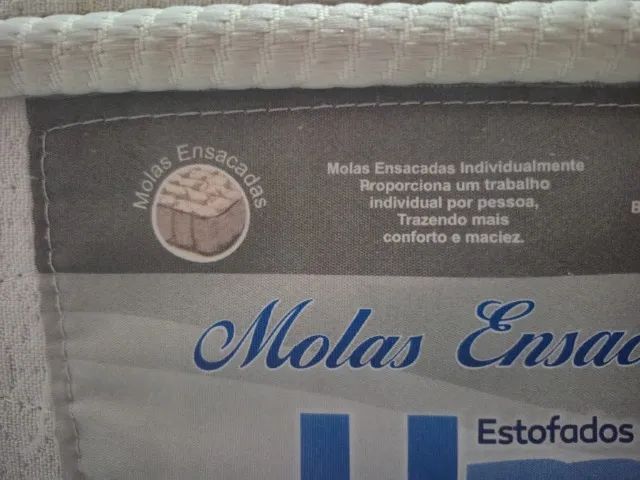 Molas Ensacadas
Molas Ensacadas Individualmente
Proporciona um trabalho
individual por pessoa,
Trazendo mais
conforto e maciez.
Molas Ensac
Estofados